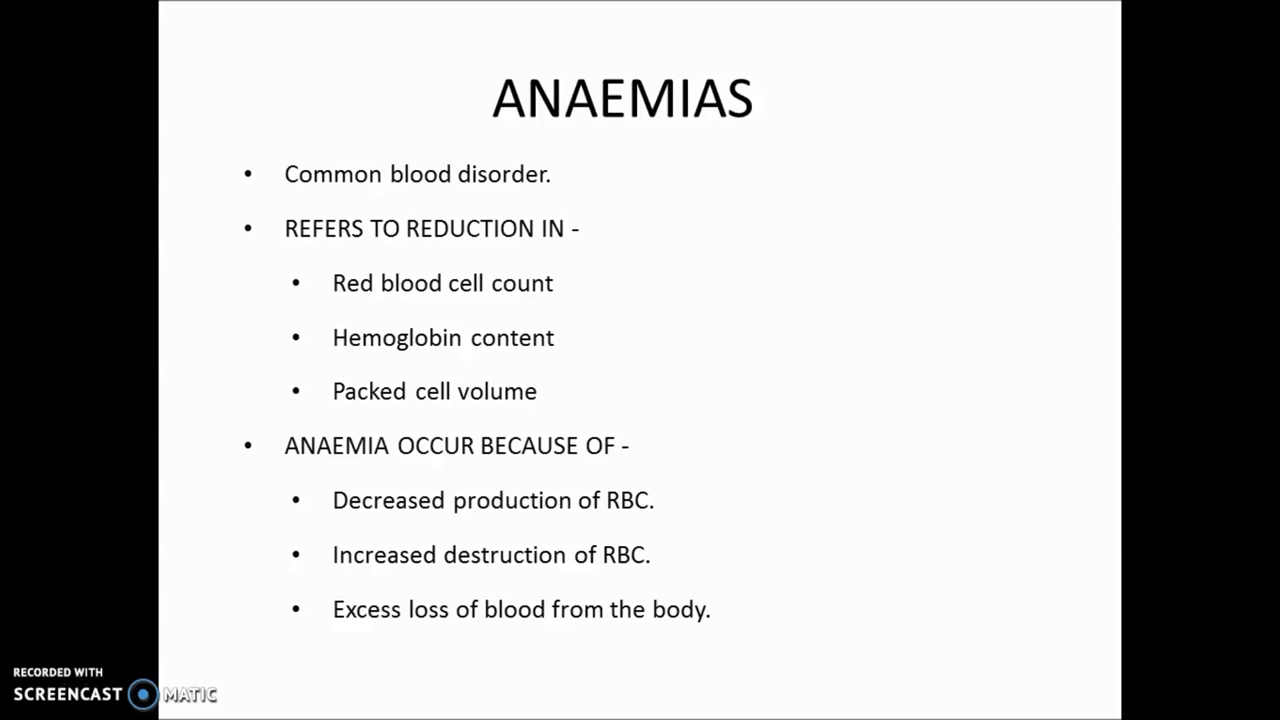 ANAEMIAS
• Common blood disorder.
• REFERS TO REDUCTION IN -
• Red blood cell count
• Hemoglobin content
• Packed cell volume
• ANAEMIA OCCUR BECAUSE OF -
• Decreased production of RBC.
• Increased destruction of RBC.
• Excess loss of blood from the body.
RECORDED WITH
SCREENCAST MATIC